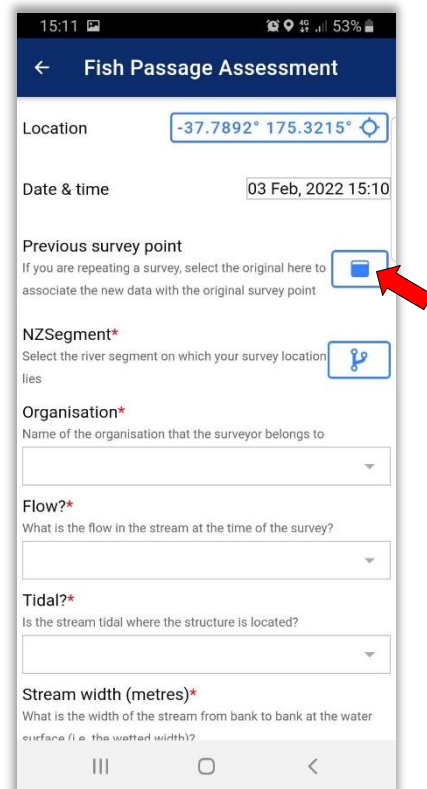 15:11 4G 53%
Fish Passage Assessment
Location -37.7892° 175.3215°
Date & time 03 Feb, 2022 15:10
Previous survey point
If you are repeating a survey, select the original here to
associate the new data with the original survey point
NZSegment*
Select the river segment on which your survey location
lies
Organisation*
Name of the organisation that the surveyor belongs to
Flow?*
What is the flow in the stream at the time of the survey?
Tidal?*
Is the stream tidal where the structure is located?
Stream width (metres)*
What is the width of the stream from bank to bank at the water
surface (i.e. the wetted width)?